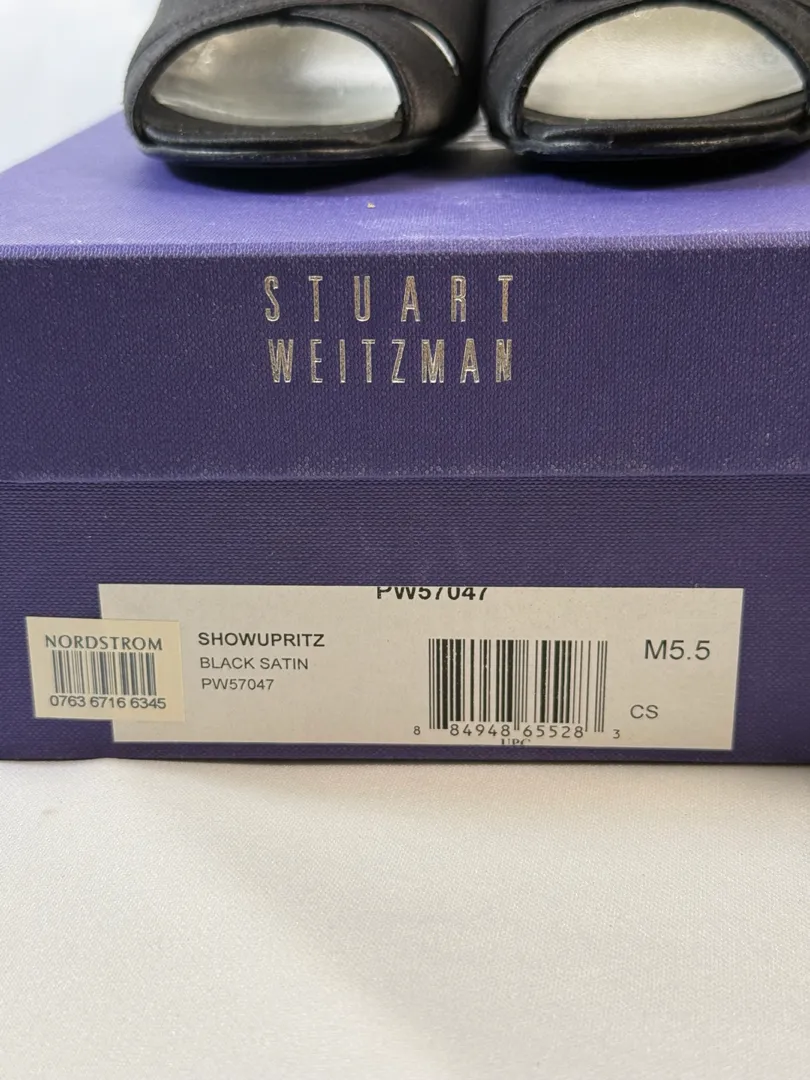 STUART
WEITZMAN
PW57047
NORDSTROM
0763 6716 6345
SHOWUPRITZ
BLACK SATIN
PW57047
8 84948 65528 3
UPC
M5.5
CS